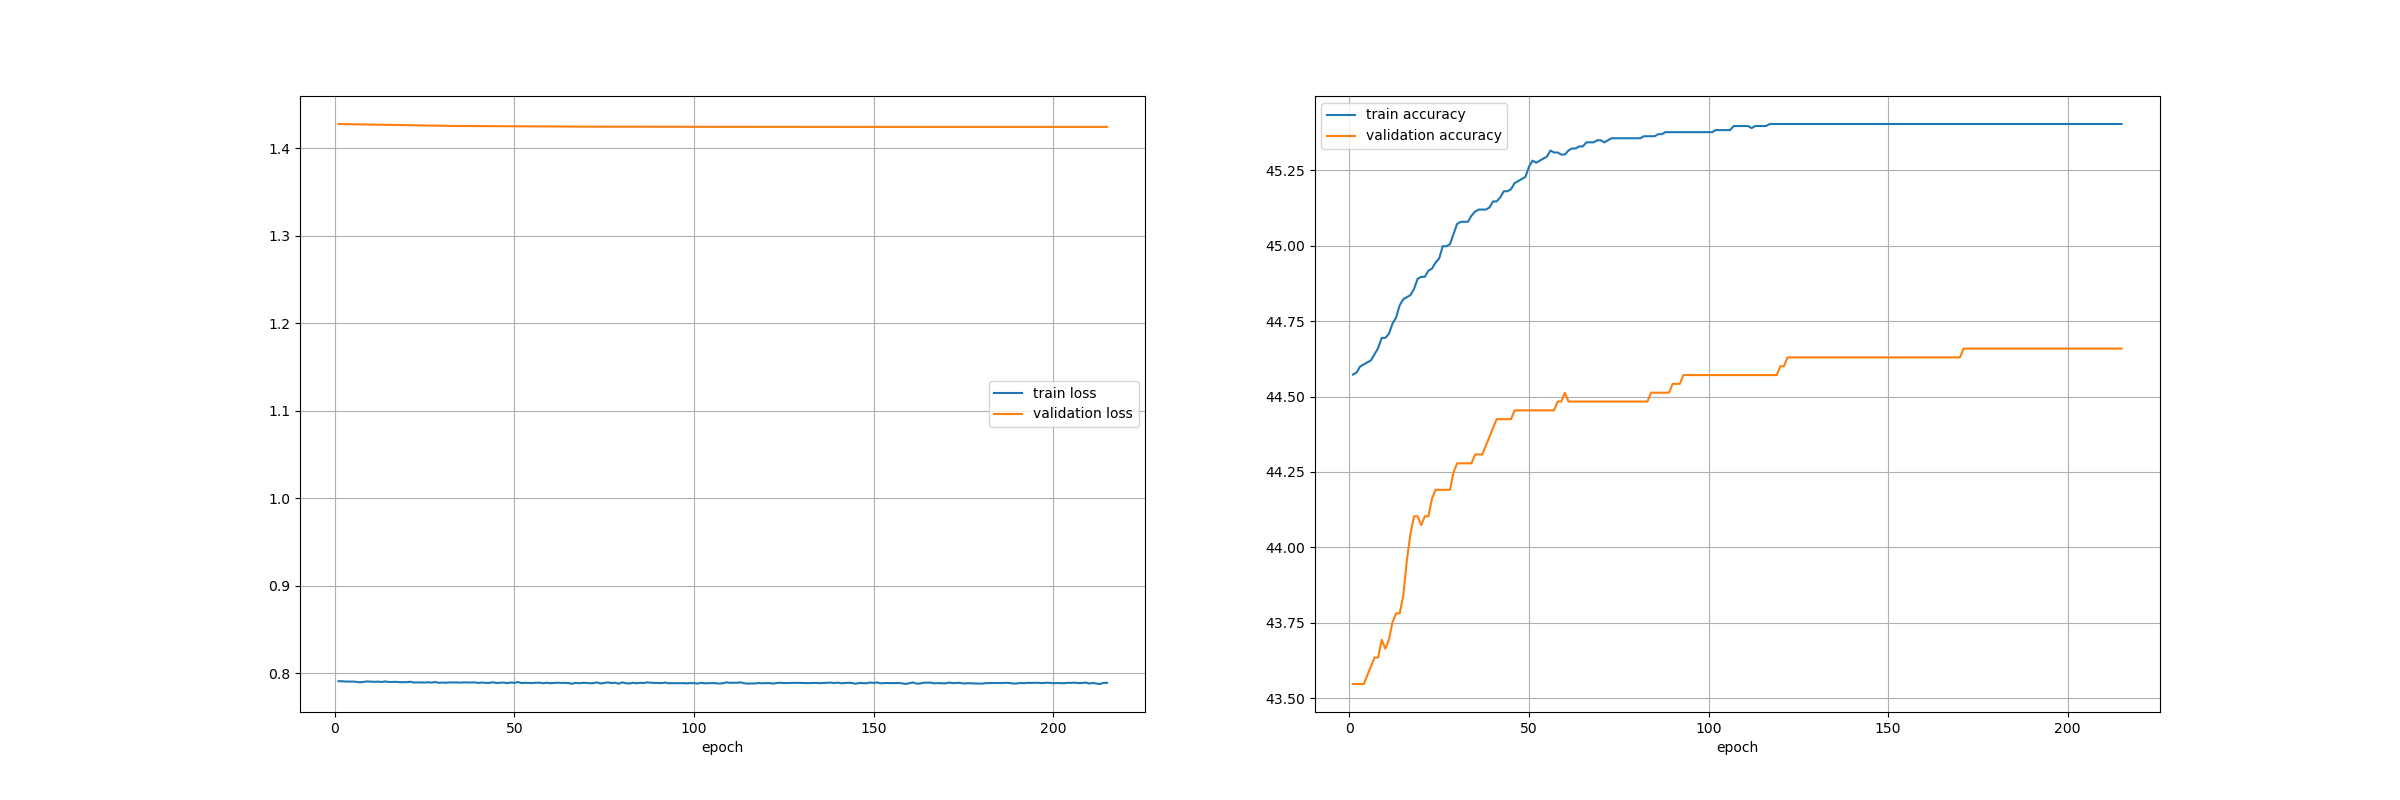 1.4
1.3
1.2
1.1
1.0
0.9
0.8
0 50 100 150 200
epoch
train loss
validation loss
train accuracy
validation accuracy
45.25
45.00
44.75
44.50
44.25
44.00
43.75
43.50
0 50 100 150 200
epoch